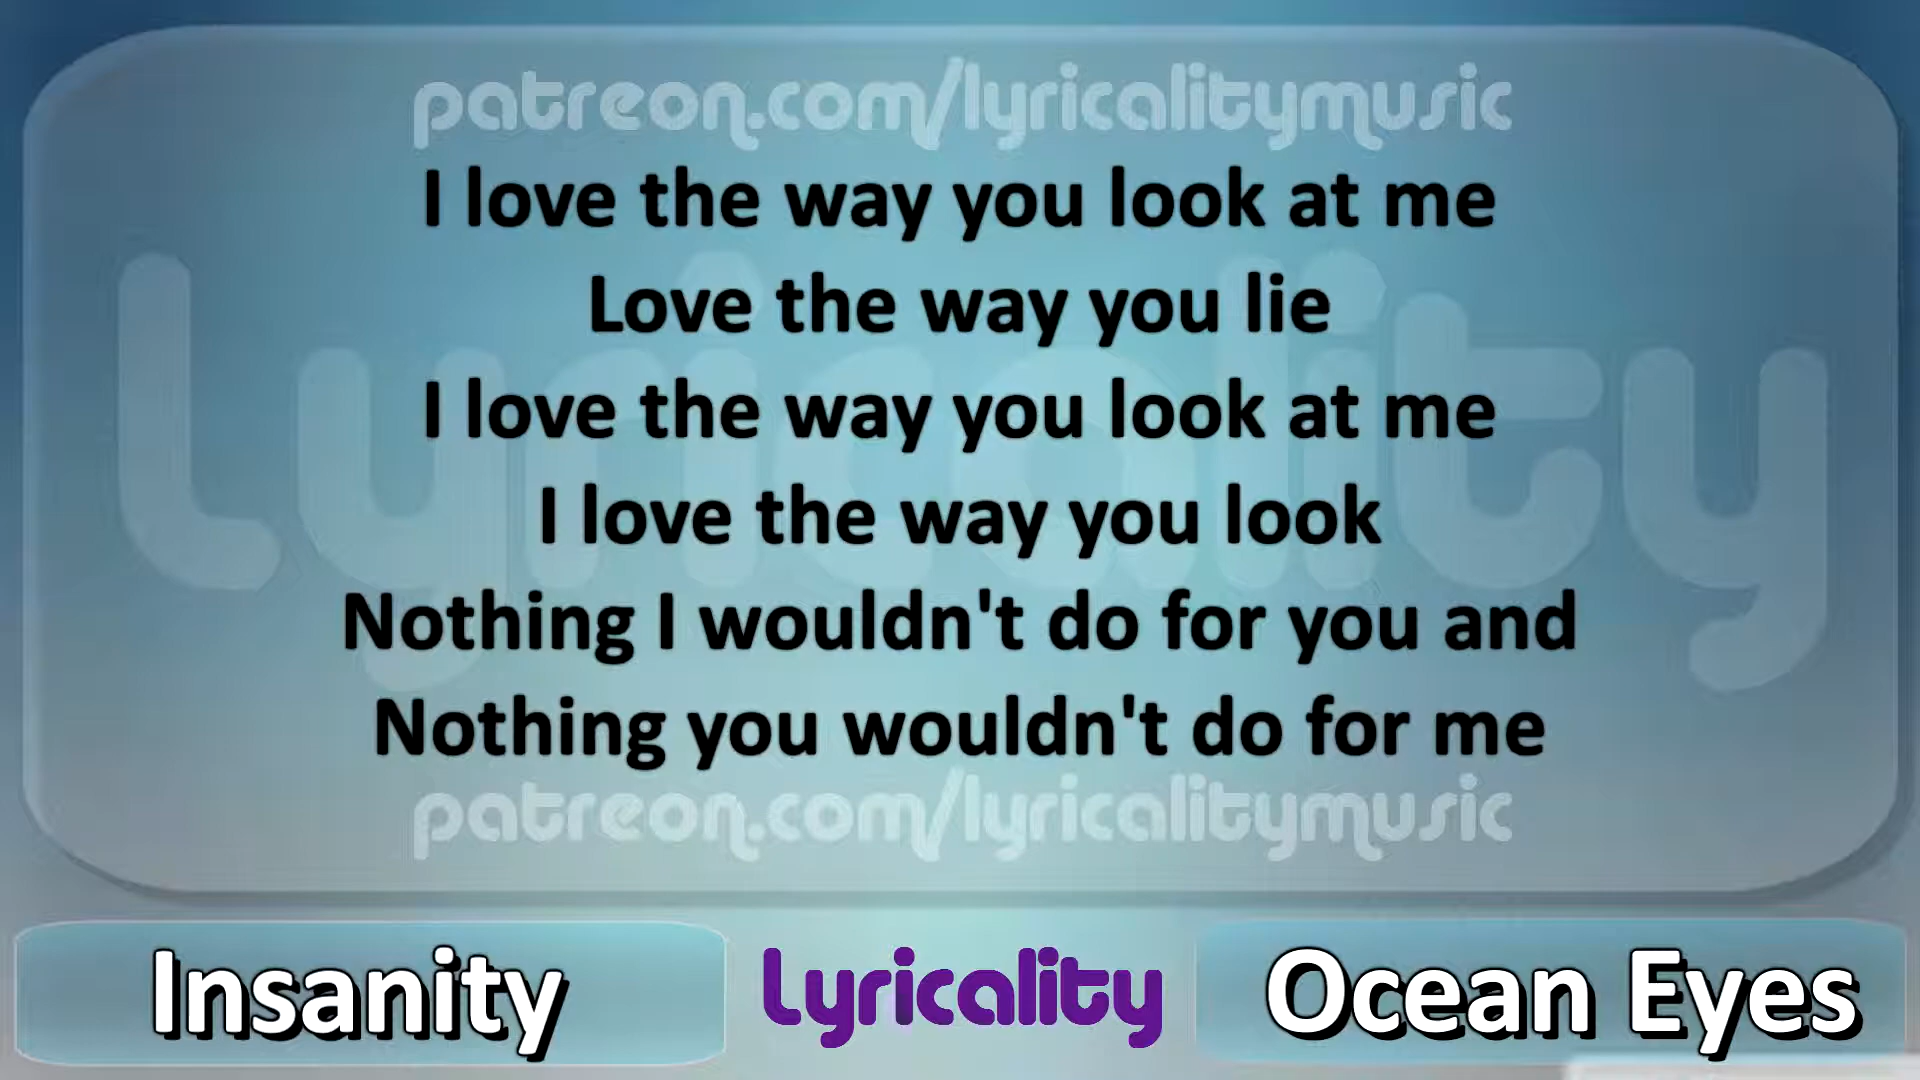 patreon.com/lyricalitymusic
I love the way you look at me
Love the way you lie
I love the way you look at me
I love the way you look
Nothing I wouldn't do for you and
Nothing you wouldn't do for me
Lyricality
patreon.com/lyricalitymusic
Insanity
Lyricality
Ocean Eyes